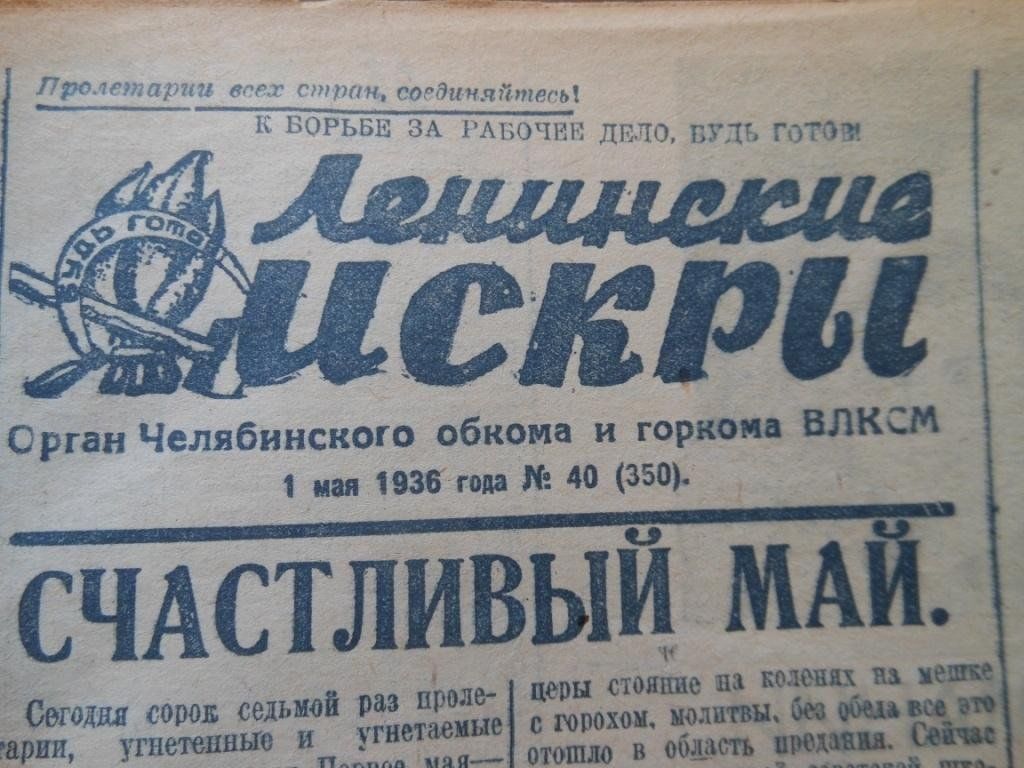 Пролетарии всех стран, соединяйтесь!
К БОРЬБЕ ЗА РАБОЧЕЕ ДЕЛО, БУДЬ ГОТОВ!
БУДЬ ГОТОВ
Ленинские
искры
Орган Челябинского обкома и горкома ВЛКСМ
1 мая 1936 года № 40 (350).
СЧАСТЛИВЫЙ МАЙ.
Сегодня сорок седьмой раз проле-
тарии, угнетенные и угнетаемые
Первое мая—
церы стояние на коленях на мешке
с горохом, молитвы, без обеда все это
отошло в область предания. Сейчас